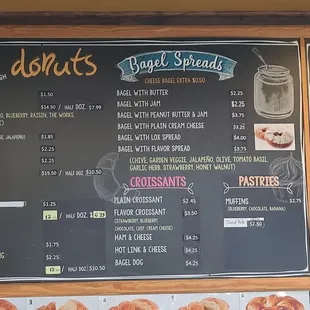 SH
donuts
$1.50
$14.50 / HALF DOZ $7.99
D, BLUEBERRY, RAISIN, THE WORKS,
SE, JALAPEÑO)
$1.85
$2.25
$2.25
$19.50 / HALF DOZ $10.50
$1.25
/ HALF DOZ
$1.75
$2.25
/ HALF DOZ $10.50
Bagel Spreads
CHEESE BAGEL EXTRA $0.50
BAGEL WITH BUTTER $2.25
BAGEL WITH JAM $2.25
BAGEL WITH PEANUT BUTTER & JAM $3.75
BAGEL WITH PLAIN CREAM CHEESE $3.25
BAGEL WITH LOX SPREAD $4.00
BAGEL WITH FLAVOR SPREAD $3.50
(CHIVE, GARDEN VEGGIE, JALAPEÑO, OLIVE, TOMATO BASIL
GARLIC HERB, STRAWBERRY, HONEY WALNUT)
CROISSANTS
PLAIN CROISSANT $2.45
FLAVOR CROISSANT $3.50
(STRAWBERRY, BLUEBERRY,
CHOCOLATE, CHOP, CREAM CHEESE)
HAM & CHEESE $4.25
HOT LINK & CHEESE $4.25
BAGEL DOG $4.25
PASTRIES
MUFFINS $2.75
(BLUEBERRY, CHOCOLATE, BANANA)
$2.50